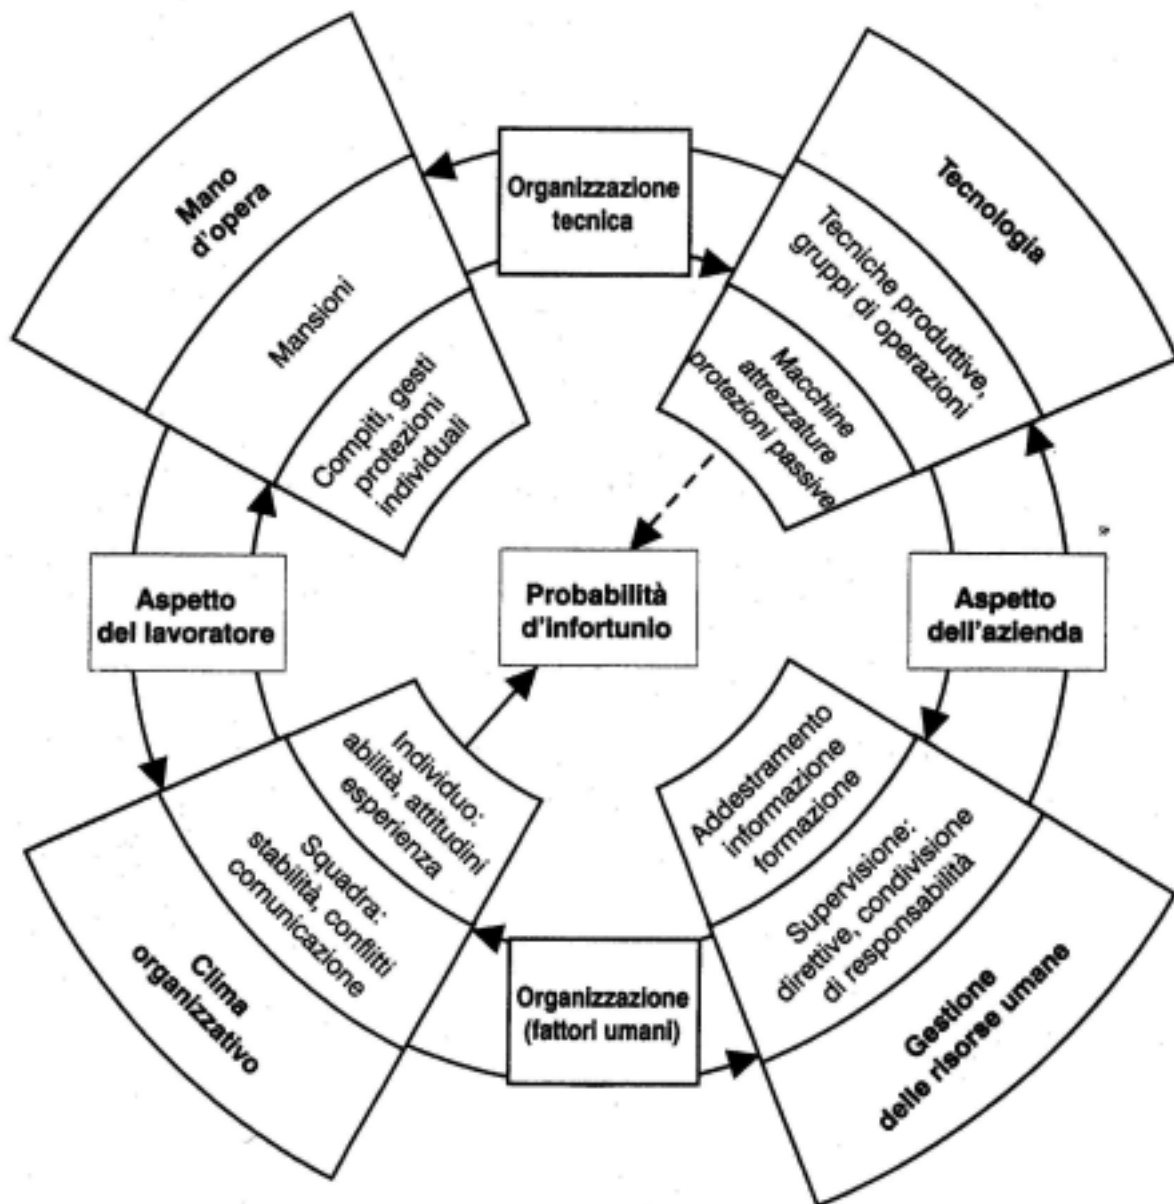 Mano
d'opera
Mansioni
Compiti, gesti
protezioni
individuali
Organizzazione
tecnica
Tecnologia
Tecniche produttive,
gruppi di operazioni
Macchine
attrezzature
protezioni passive
Aspetto
del lavoratore
Probabilità
d'infortunio
Aspetto
dell'azienda
Individuo:
abilità, attitudini
esperienza
Squadra:
stabilità, conflitti
comunicazione
Clima
organizzativo
Organizzazione
(fattori umani)
Addestramento
informazione
formazione
Supervisione:
direttive, condivisione
di responsabilità
Gestione
delle risorse umane